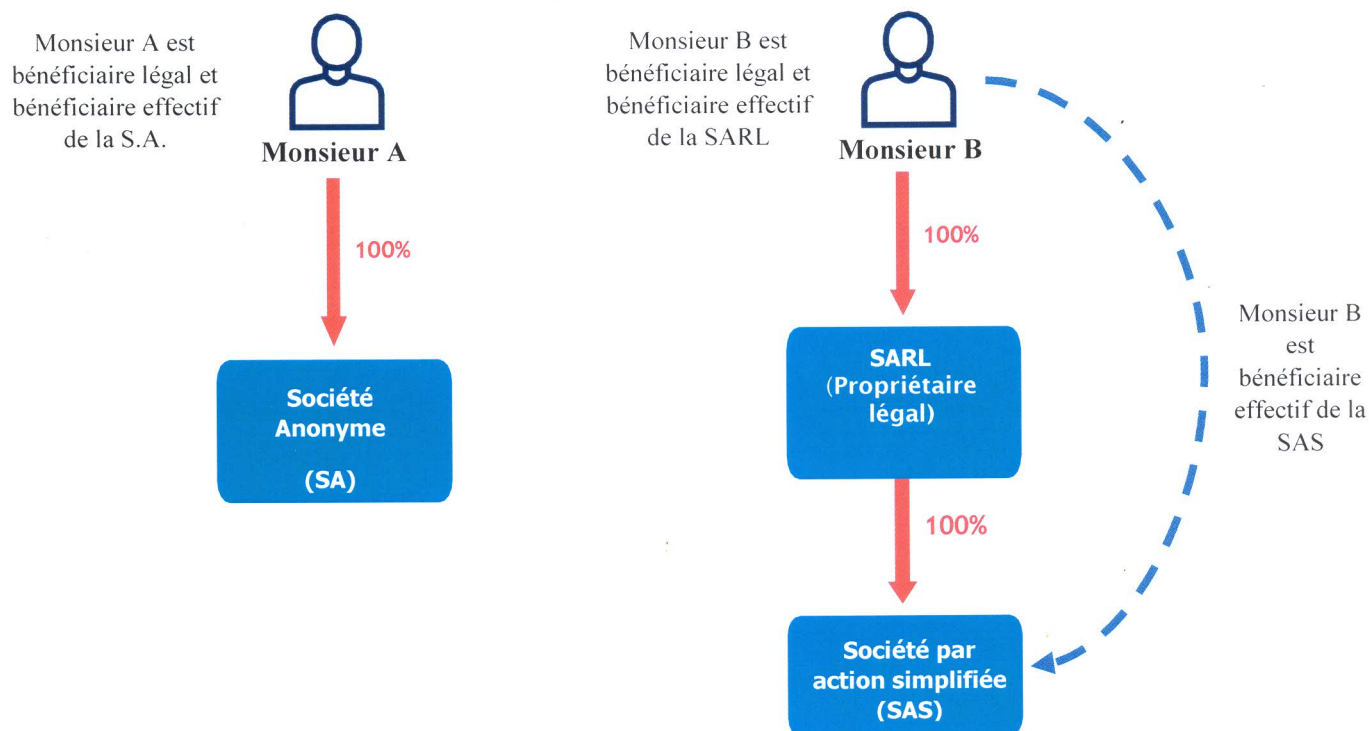 Monsieur A est
bénéficiaire légal et
bénéficiaire effectif
de la S.A.
Monsieur A
100%
Société
Anonyme
(SA)
Monsieur B est
bénéficiaire légal et
bénéficiaire effectif
de la SARL
Monsieur B
100%
SARL
(Propriétaire
légal)
100%
Société par
action simplifiée
(SAS)
Monsieur B
est
bénéficiaire
effectif de la
SAS